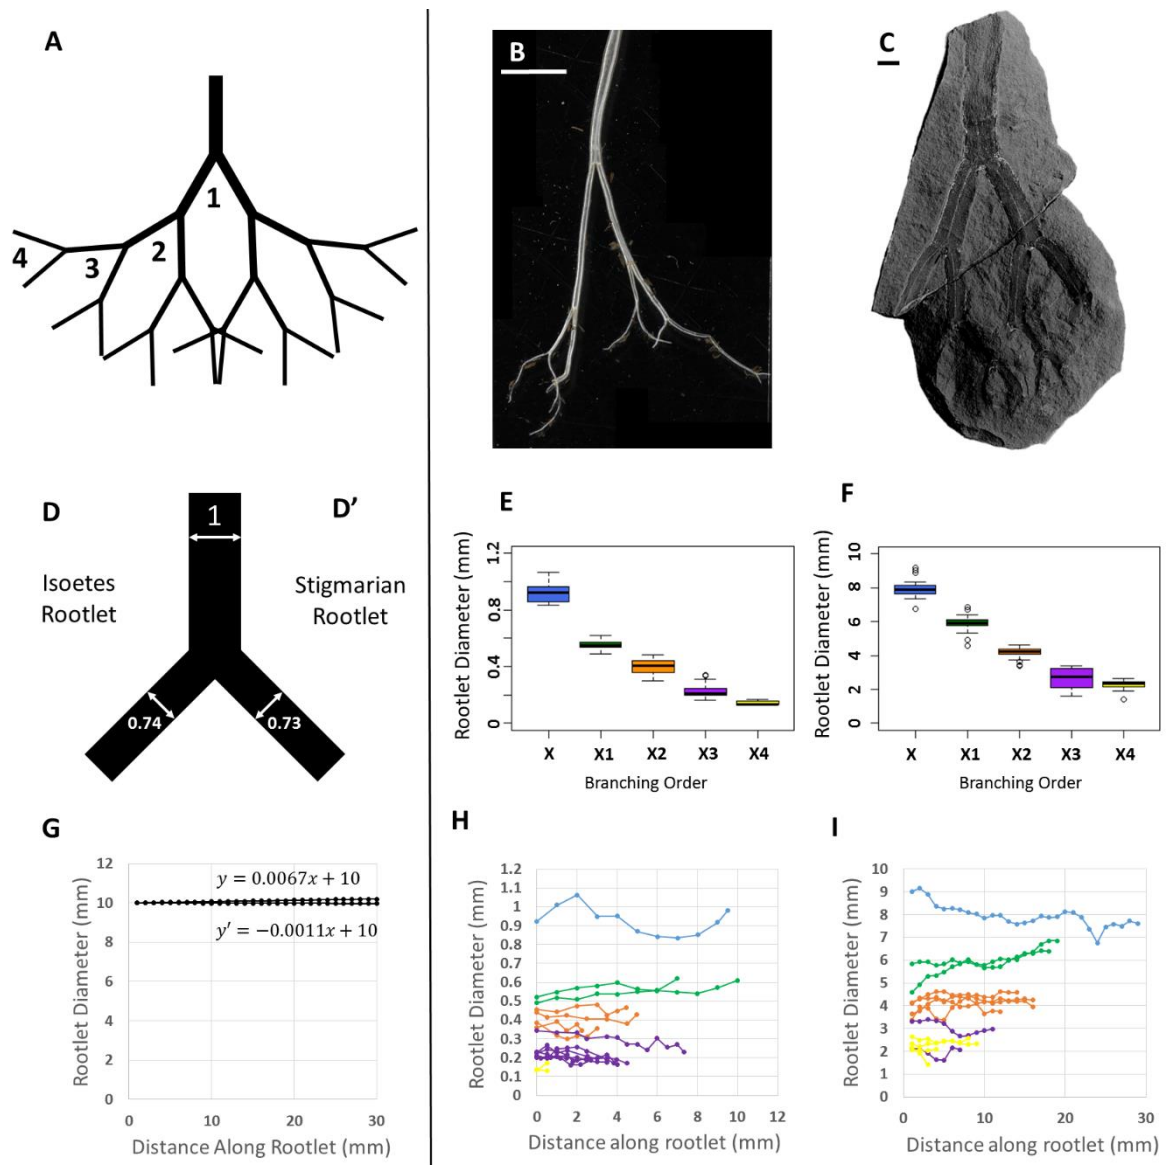 A
1
2
3
4
B
C
D
D'
1
Isoetes
Rootlet
Stigmarian
Rootlet
0.74
0.73
E
Rootlet Diameter (mm)
1.2
0.8
0.4
0
X X1 X2 X3 X4
Branching Order
F
Rootlet Diameter (mm)
10
8
6
4
2
0
X X1 X2 X3 X4
Branching Order
G
Rootlet Diameter (mm)
12
10
8
6
4
2
0
y = 0.0067x + 10
y′ = −0.0011x + 10
0 10 20 30
Distance Along Rootlet (mm)
H
Rootlet Diameter (mm)
1.2
1.1
1
0.9
0.8
0.7
0.6
0.5
0.4
0.3
0.2
0.1
0
0 2 4 6 8 10 12
Distance along rootlet (mm)
I
Rootlet Diameter (mm)
10
9
8
7
6
5
4
3
2
1
0
0 10 20 30
Distance along rootlet (mm)